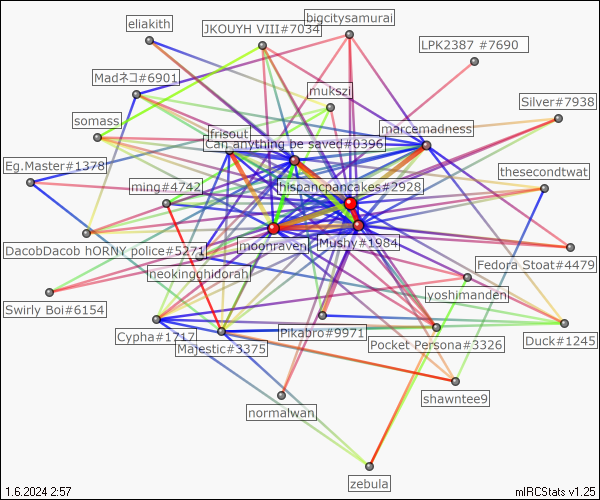 eliakith
JKOUYH VIII#7034
bigcitysamurai
LPK2387 #7690
Madネコ#6901
mukszi
Silver#7938
somass
frisout
marcemadness
Can anything be saved#0396
Eg.Master#1378
ming#4742
hispancpancakes#2928
thesecondtwat
DacobDacob hORNY police#5271
moonraven
Mushy#1984
Fedora Stoat#4479
neokingghidorah
yoshimanden
Swirly Boi#6154
Cypha#1717
Majestic#3375
Pikabro#9971
Pocket Persona#3326
Duck#1245
normalwan
shawntee9
zebula
1.6.2024 2:57
mIRCStats v1.25